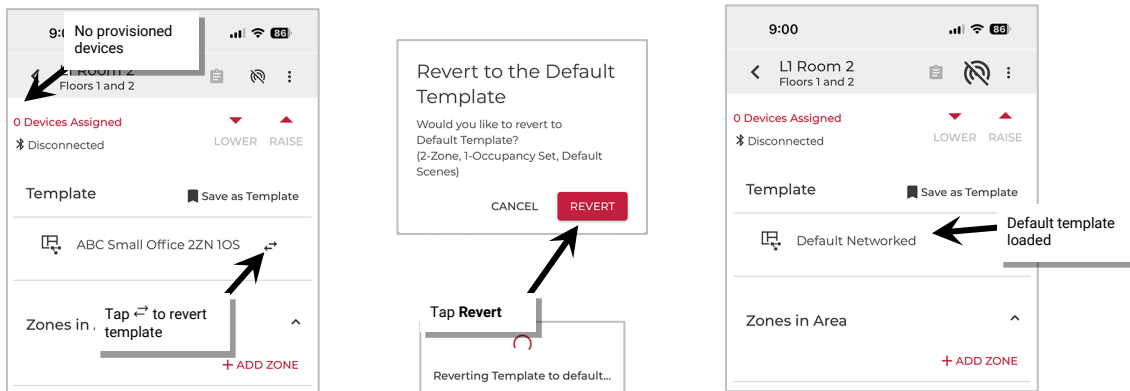 9:
No provisioned
devices
86
L1 Room 2
Floors 1 and 2
0 Devices Assigned
Disconnected
LOWER RAISE
Template
Save as Template
ABC Small Office 2ZN 1OS
Zones in
Tap ⇄ to revert
template
+ ADD ZONE
Revert to the Default
Template
Would you like to revert to
Default Template?
(2-Zone, 1-Occupancy Set, Default
Scenes)
CANCEL REVERT
Tap Revert
Reverting Template to default...
9:00
86
L1 Room 2
Floors 1 and 2
0 Devices Assigned
Disconnected
LOWER RAISE
Template
Save as Template
Default Networked
Default template
loaded
Zones in Area
+ ADD ZONE